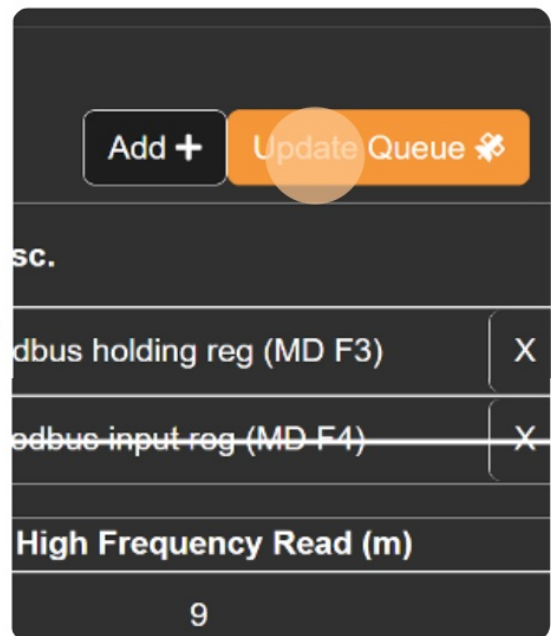 Add
Update Queue
sc.
dbus holding reg (MD F3) X
odbus input reg (MD F4) X
High Frequency Read (m)
9